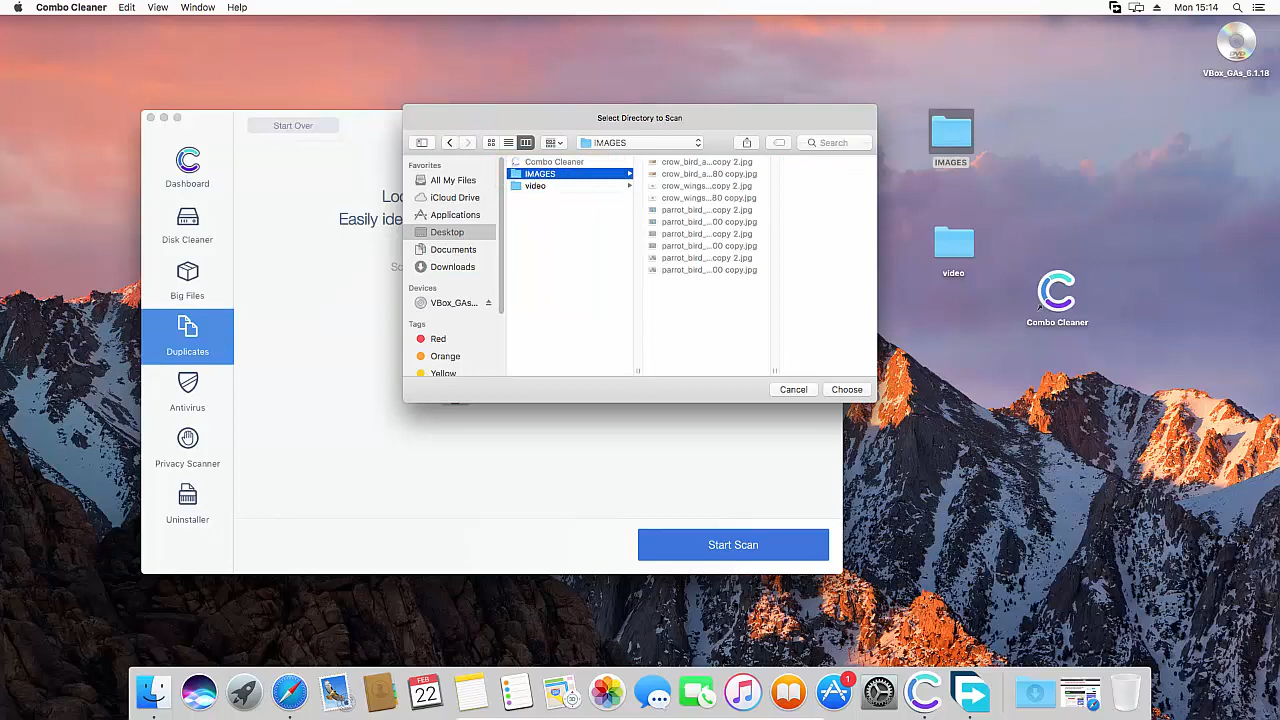 Combo Cleaner Edit View Window Help
Mon 15:14
VBox_GAs_6.1.18
IMAGES
video
Combo Cleaner
Start Over
Dashboard
Disk Cleaner
Big Files
Duplicates
Antivirus
Privacy Scanner
Uninstaller
Easily ide
Start Scan
Select Directory to Scan
IMAGES
Search
Favorites
All My Files
iCloud Drive
Applications
Desktop
Documents
Downloads
Devices
VBox_GAs...
Tags
Red
Orange
Yellow
Combo Cleaner
IMAGES
video
crow_bird_a...copy 2.jpg
crow_bird_a...80 copy.jpg
crow_wings...copy 2.jpg
crow_wings...80 copy.jpg
parrot_bird_...copy 2.jpg
parrot_bird_...00 copy.jpg
parrot_bird_...copy 2.jpg
parrot_bird_...00 copy.jpg
parrot_bird_...copy 2.jpg
parrot_bird_...00 copy.jpg
Cancel
Choose
FEB
22
1